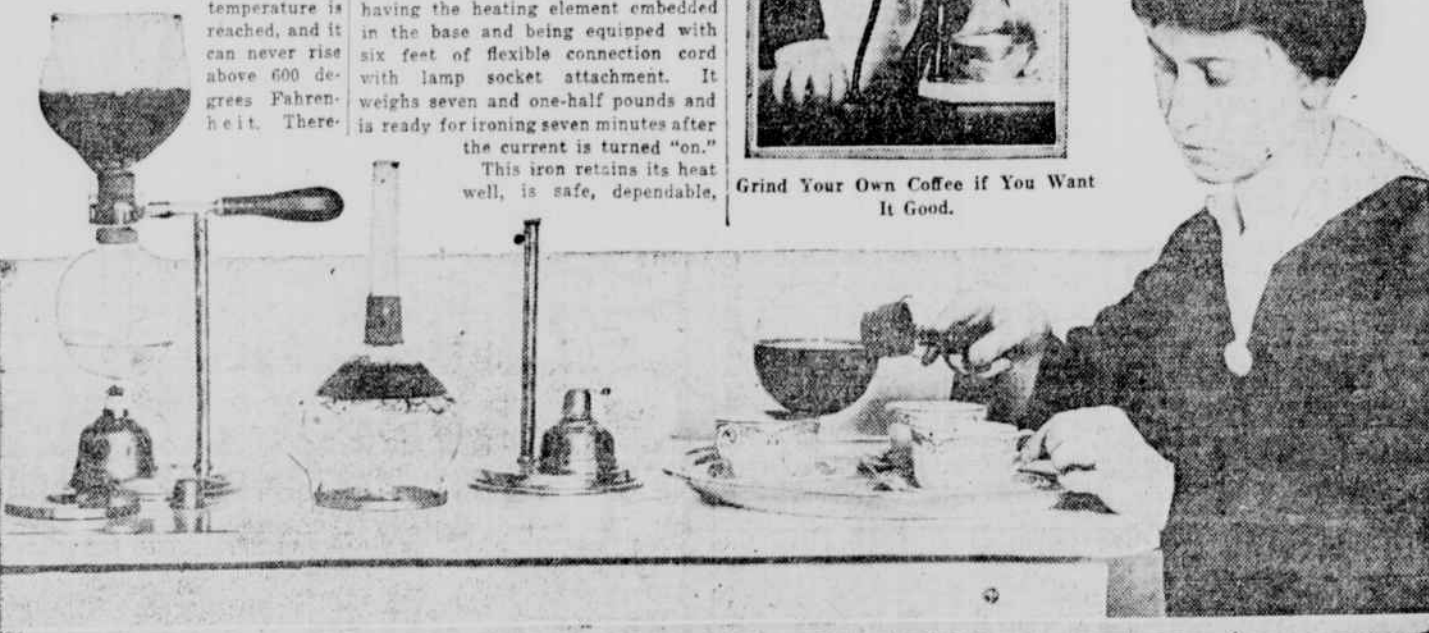 temperature is
reached, and it
can never rise
above 600 de-
grees Fahren-
heit. There-
having the heating element embedded
in the base and being equipped with
six feet of flexible connection cord
with lamp socket attachment. It
weighs seven and one-half pounds and
is ready for ironing seven minutes after
the current is turned "on."
This iron retains its heat
well, is safe, dependable,
Grind Your Own Coffee if You Want
It Good.